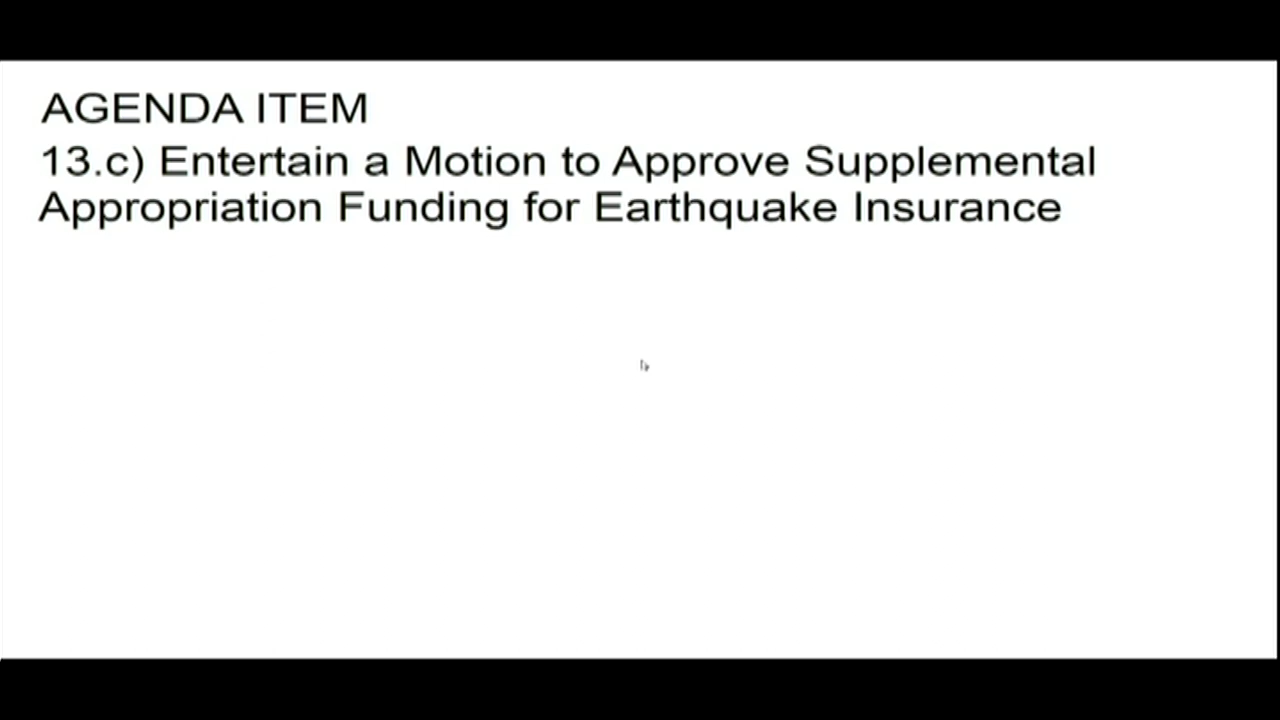 AGENDA ITEM
13.c) Entertain a Motion to Approve Supplemental
Appropriation Funding for Earthquake Insurance